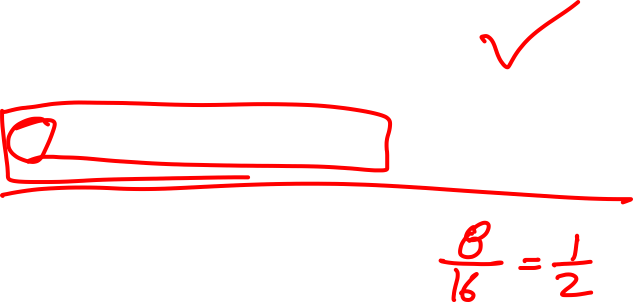 8/16 = 1/2